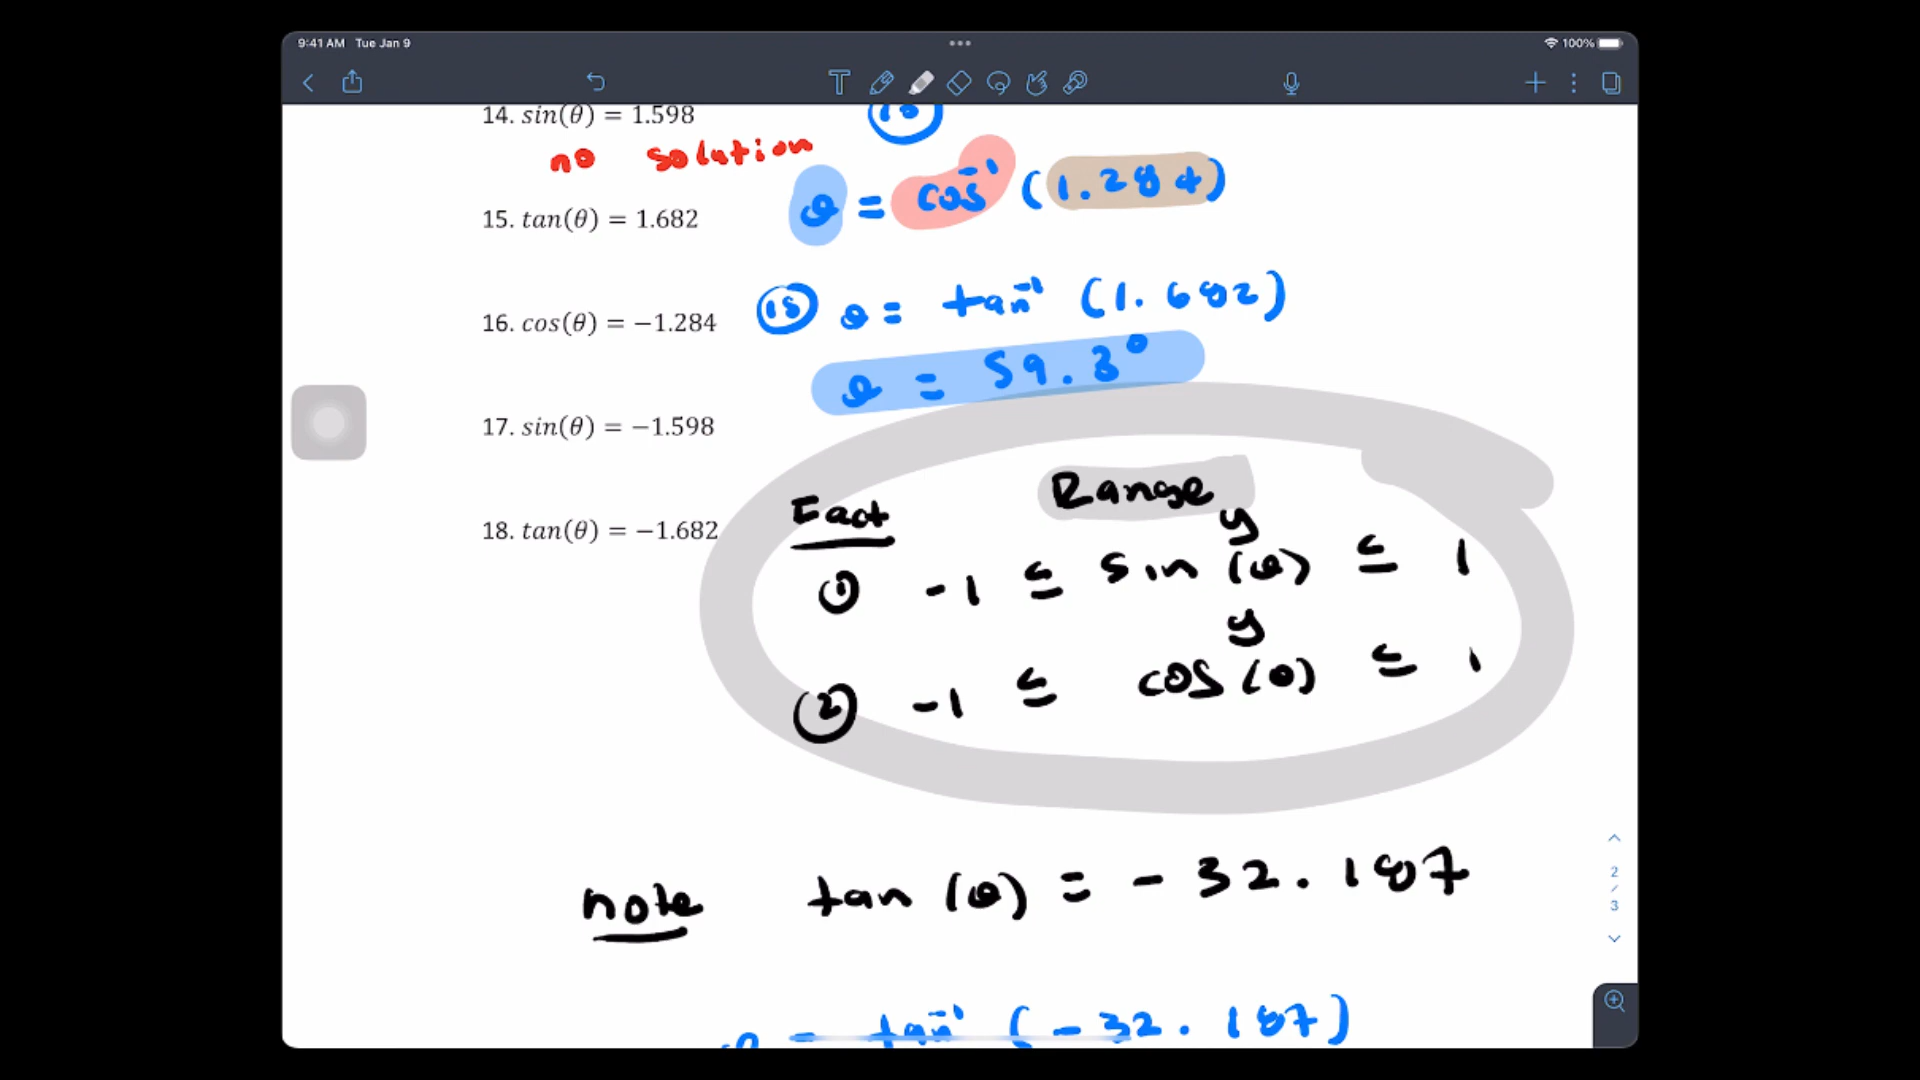 9:41 AM Tue Jan 9
100%
14. sin(θ) = 1.598
no solution
θ = cos⁻¹ (1.284)
15. tan(θ) = 1.682
15 θ = tan⁻¹ (1.682)
16. cos(θ) = −1.284
θ = 59.3°
17. sin(θ) = −1.598
Fact Range
y
18. tan(θ) = −1.682
① -1 ≤ sin (θ) ≤ 1
y
② -1 ≤ cos (θ) ≤ 1
note tan (θ) = - 32.187
2
/
3
θ = tan⁻¹ (-32.187)